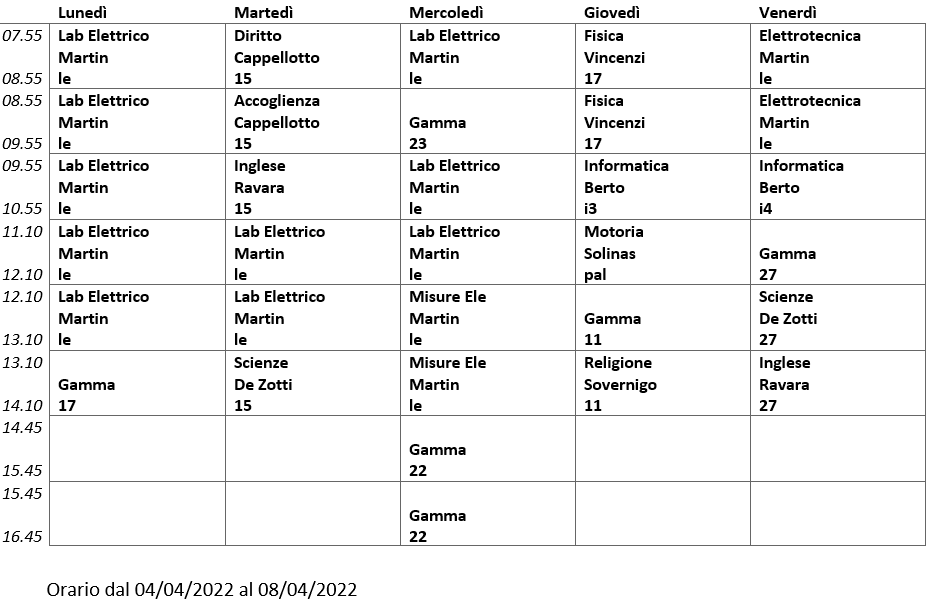 Lunedì Martedì Mercoledì Giovedì Venerdì
07.55 Lab Elettrico Diritto Lab Elettrico Fisica Elettrotecnica
Martin Cappellotto Martin Vincenzi Martin
08.55 le 15 le 17 le
08.55 Lab Elettrico Accoglienza Fisica Elettrotecnica
Martin Cappellotto Gamma Vincenzi Martin
09.55 le 15 23 17 le
09.55 Lab Elettrico Inglese Lab Elettrico Informatica Informatica
Martin Ravara Martin Berto Berto
10.55 le 15 le i3 i4
11.10 Lab Elettrico Lab Elettrico Lab Elettrico Motoria
Martin Martin Martin Solinas Gamma
12.10 le le le pal 27
12.10 Lab Elettrico Lab Elettrico Misure Ele Scienze
Martin Martin Martin Gamma De Zotti
13.10 le le le 11 27
13.10 Scienze Misure Ele Religione Inglese
Gamma De Zotti Martin Sovernigo Ravara
14.10 17 15 le 11 27
14.45
Gamma
15.45 22
15.45
Gamma
16.45 22
Orario dal 04/04/2022 al 08/04/2022